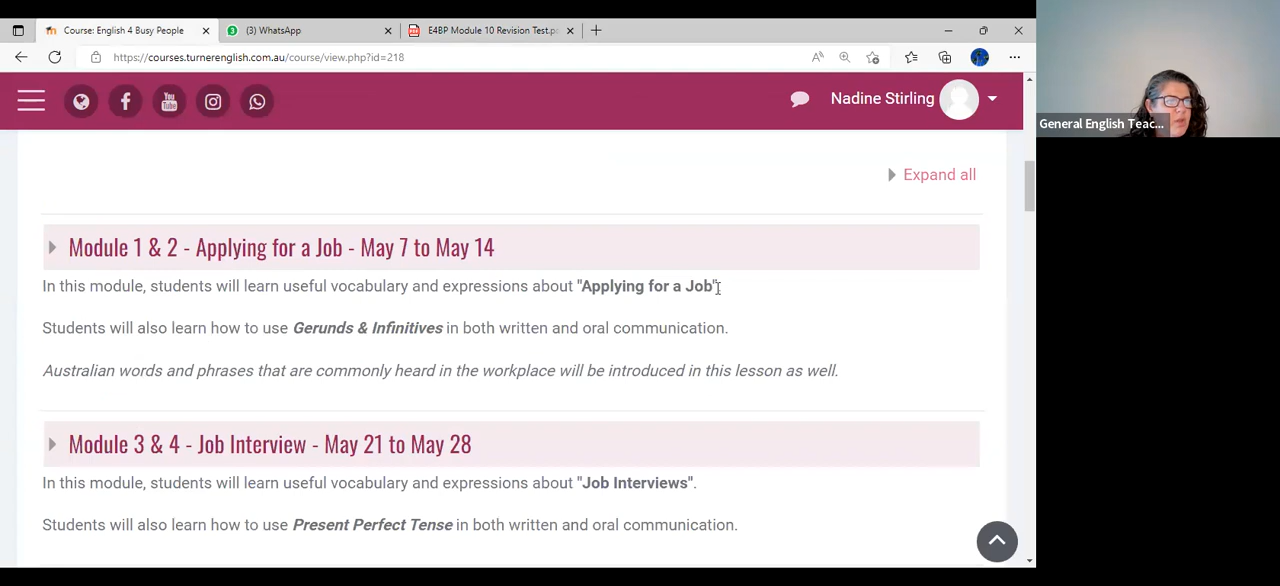 Course: English 4 Busy People
(3) WhatsApp
E4BP Module 10 Revision Test.p
https://courses.turnerenglish.com.au/course/view.php?id=218
Nadine Stirling
General English Teac...
Expand all
Module 1 & 2 - Applying for a Job - May 7 to May 14
In this module, students will learn useful vocabulary and expressions about "Applying for a Job"
Students will also learn how to use Gerunds & Infinitives in both written and oral communication.
Australian words and phrases that are commonly heard in the workplace will be introduced in this lesson as well.
Module 3 & 4 - Job Interview - May 21 to May 28
In this module, students will learn useful vocabulary and expressions about "Job Interviews".
Students will also learn how to use Present Perfect Tense in both written and oral communication.